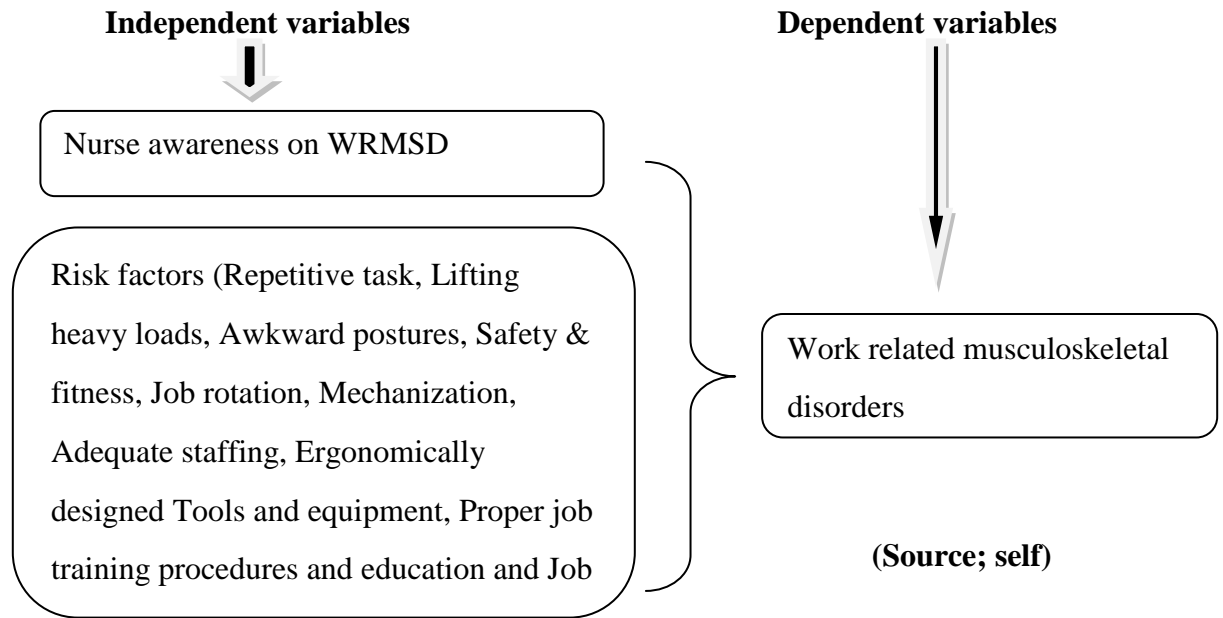 Independent variables
Dependent variables
Nurse awareness on WRMSD
Risk factors (Repetitive task, Lifting
heavy loads, Awkward postures, Safety &
fitness, Job rotation, Mechanization,
Adequate staffing, Ergonomically
designed Tools and equipment, Proper job
training procedures and education and Job
Work related musculoskeletal
disorders
(Source; self)